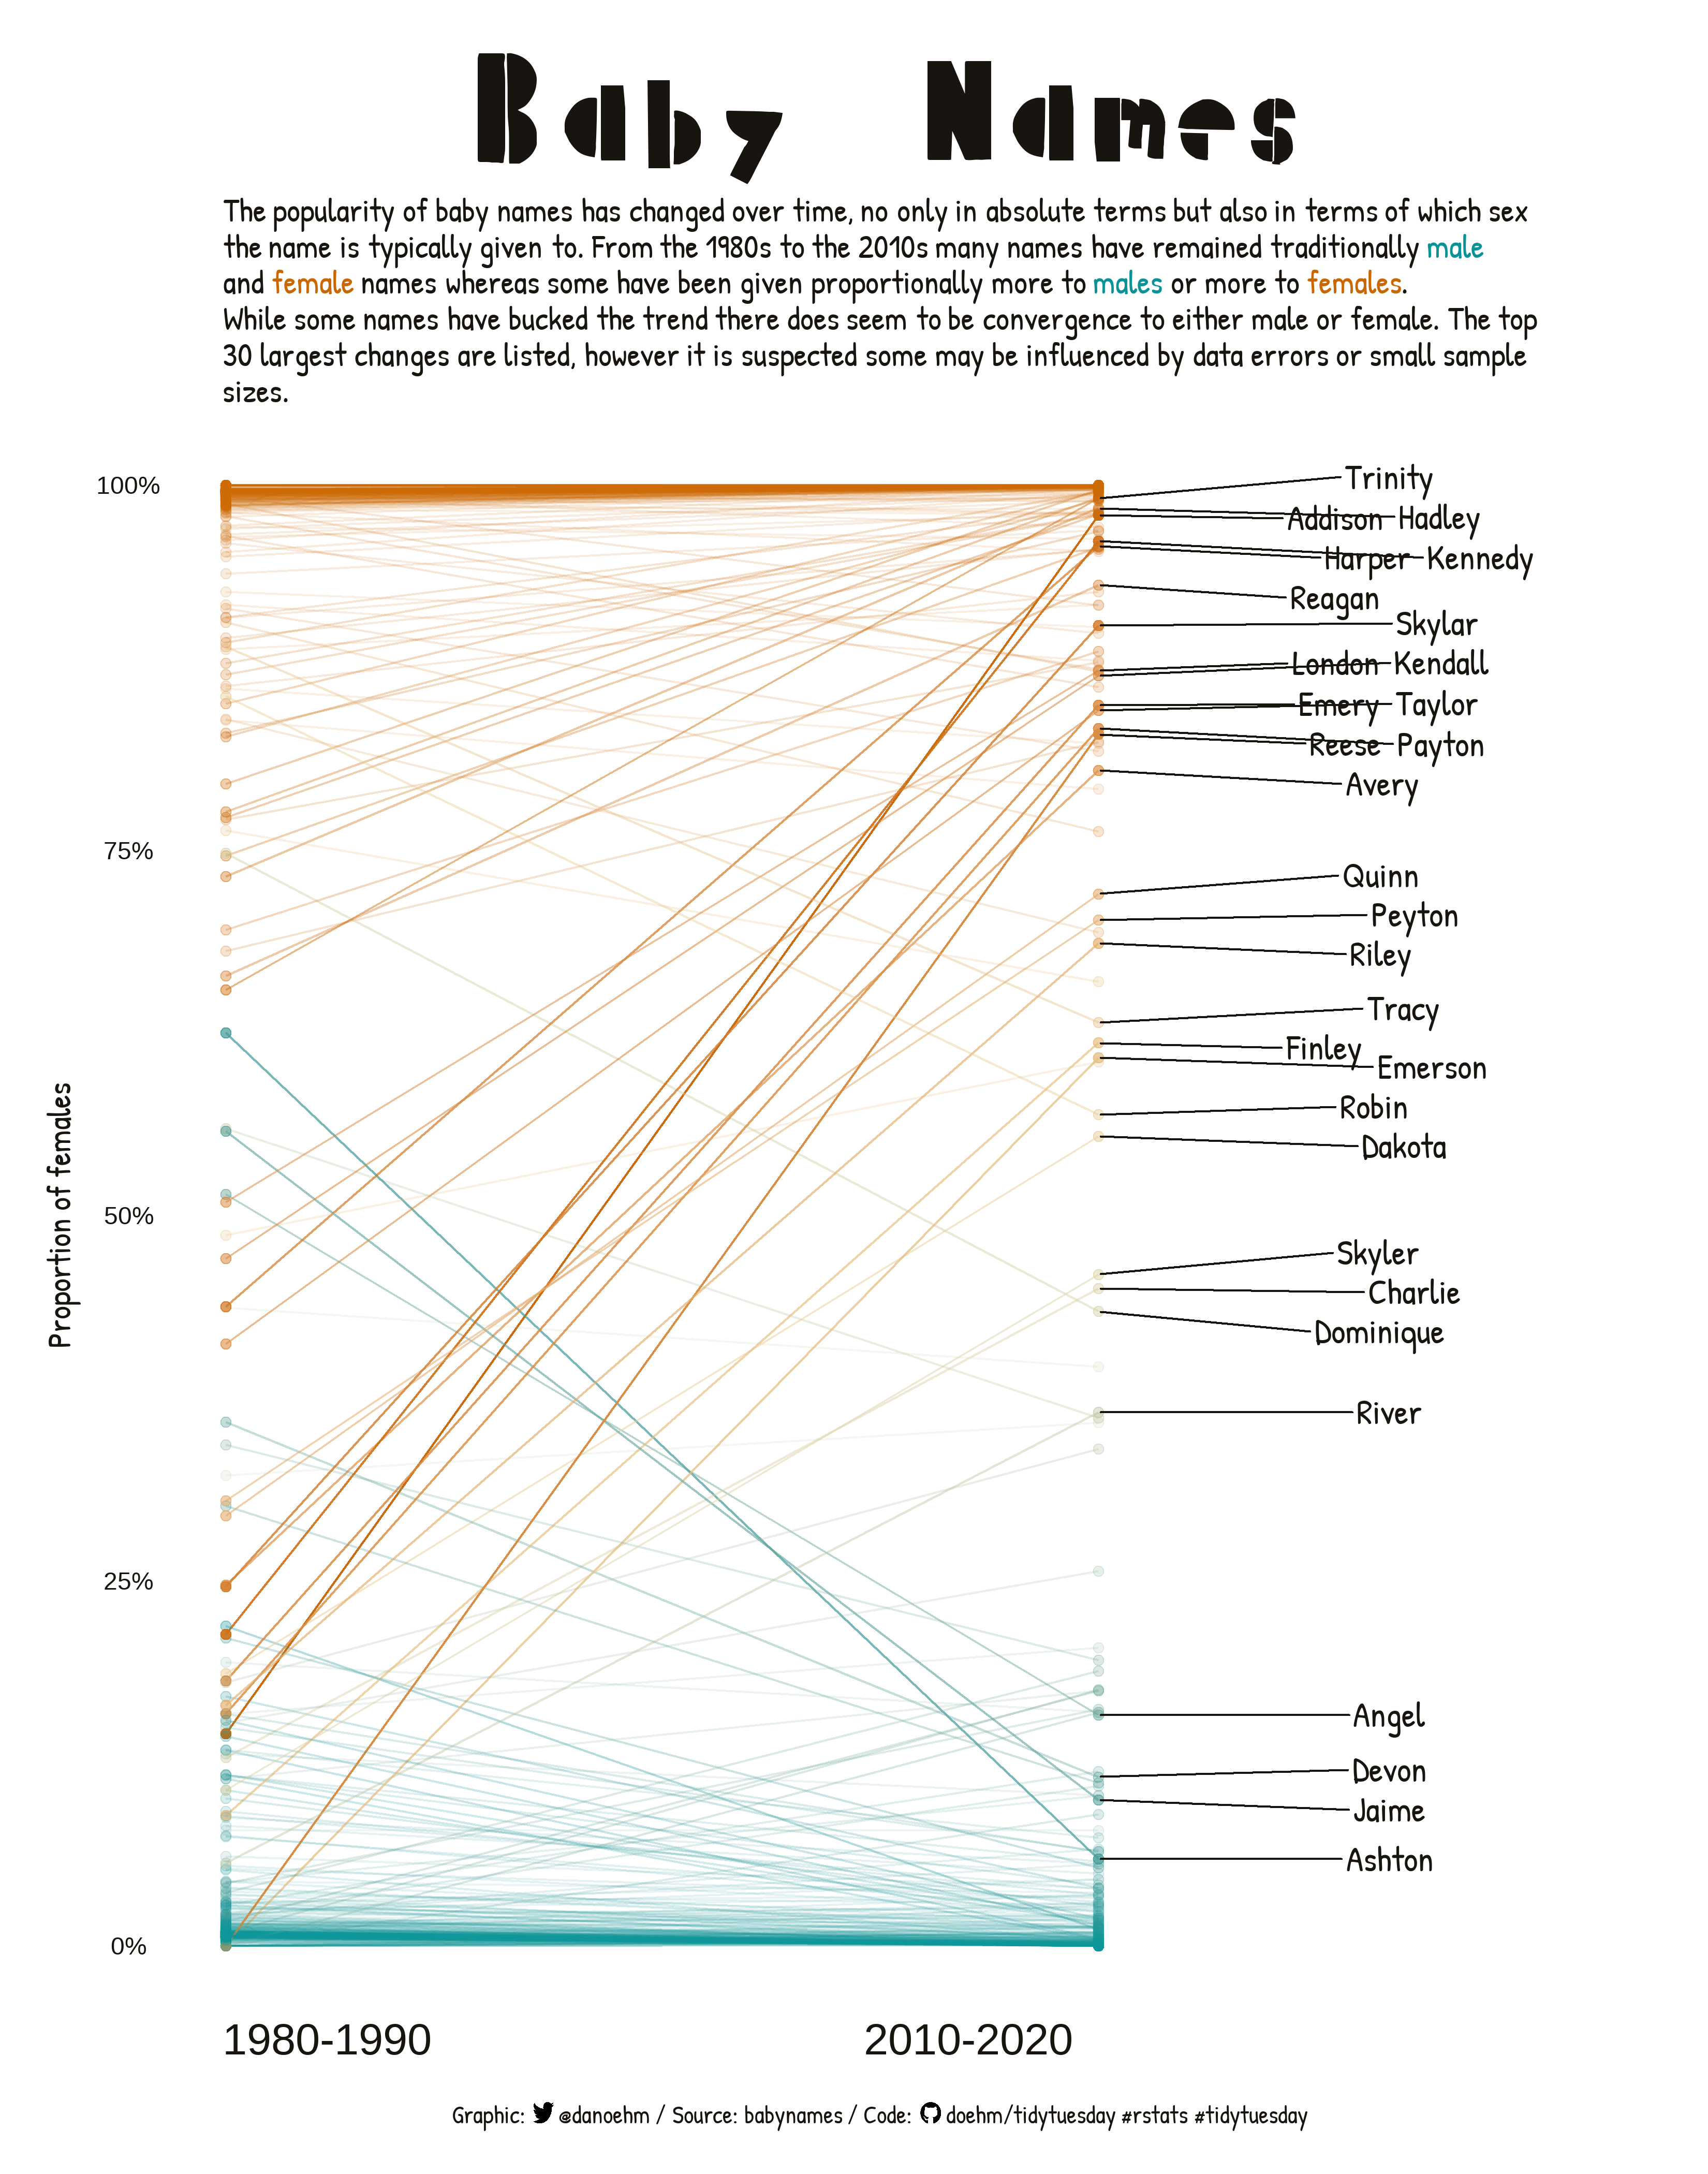 Baby Names
The popularity of baby names has changed over time, no only in absolute terms but also in terms of which sex
the name is typically given to. From the 1980s to the 2010s many names have remained traditionally male
and female names whereas some have been given proportionally more to males or more to females.
While some names have bucked the trend there does seem to be convergence to either male or female. The top
30 largest changes are listed, however it is suspected some may be influenced by data errors or small sample
sizes.
100%
75%
50%
25%
0%
Proportion of females
Trinity
Addison Hadley
Harper Kennedy
Reagan
Skylar
London Kendall
Emery Taylor
Reese Payton
Avery
Quinn
Peyton
Riley
Tracy
Finley
Emerson
Robin
Dakota
Skyler
Charlie
Dominique
River
Angel
Devon
Jaime
Ashton
1980-1990 2010-2020
Graphic: @danoehm / Source: babynames / Code: doehm/tidytuesday #rstats #tidytuesday